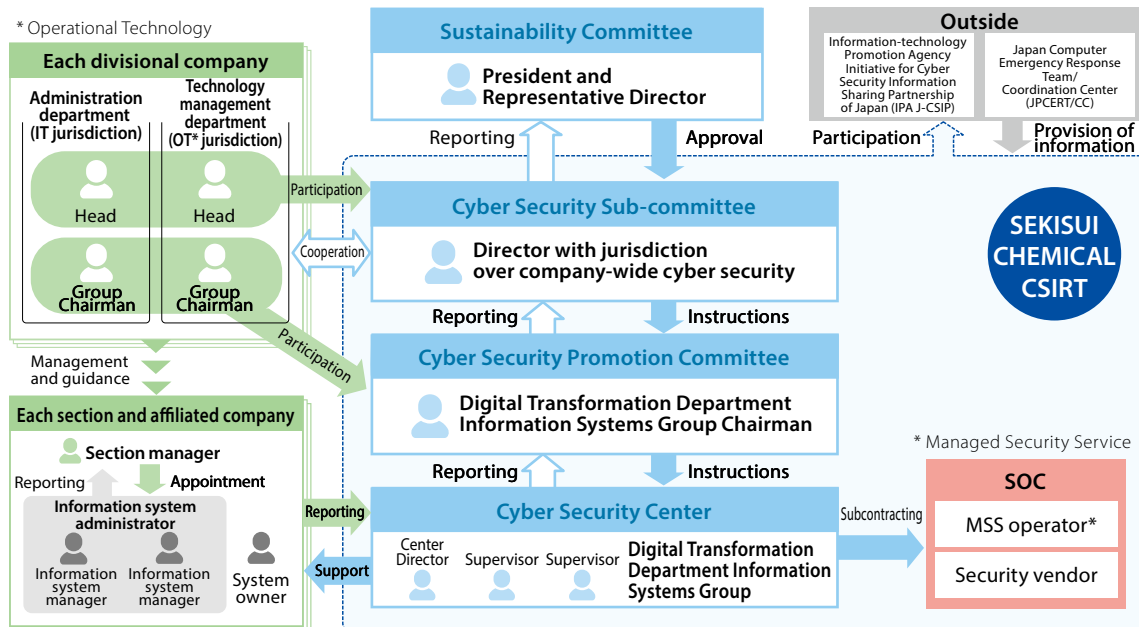 * Operational Technology
Each divisional company
Administration
department
(IT jurisdiction)
Technology
management
department
(OT* jurisdiction)
Head
Head
Group
Chairman
Group
Chairman
Management
and guidance
Each section and affiliated company
Section manager
Reporting
Appointment
Information system
administrator
Information
system
manager
Information
system
manager
System
owner
Participation
Cooperation
Participation
Reporting
Support
Sustainability Committee
President and
Representative Director
Reporting
Approval
Cyber Security Sub-committee
Director with jurisdiction
over company-wide cyber security
Reporting
Instructions
Cyber Security Promotion Committee
Digital Transformation Department
Information Systems Group Chairman
Reporting
Instructions
Cyber Security Center
Center
Director
Supervisor
Supervisor
Digital Transformation
Department Information
Systems Group
Outside
Information-technology
Promotion Agency
Initiative for Cyber
Security Information
Sharing Partnership
of Japan (IPA J-CSIP)
Japan Computer
Emergency Response
Team/
Coordination Center
(JPCERT/CC)
Participation
Provision of
information
SEKISUI
CHEMICAL
CSIRT
* Managed Security Service
Subcontracting
SOC
MSS operator*
Security vendor